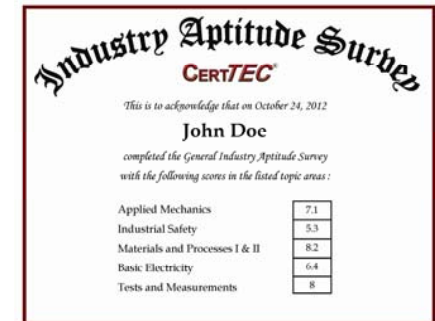 Industry Aptitude Survey
CERTTEC®
This is to acknowledge that on October 24, 2012
John Doe
completed the General Industry Aptitude Survey
with the following scores in the listed topic areas :
Applied Mechanics 7.1
Industrial Safety 5.3
Materials and Processes I & II 8.2
Basic Electricity 6.4
Tests and Measurements 8